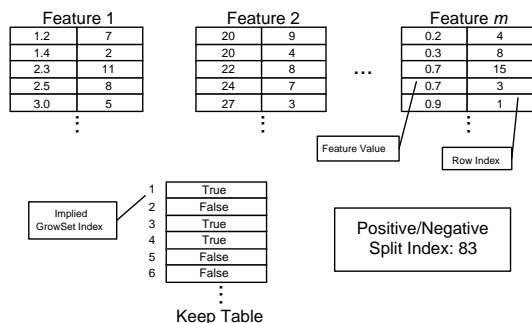 Feature 1
1.2 7
1.4 2
2.3 11
2.5 8
3.0 5
Feature 2
20 9
20 4
22 8
24 7
27 3
...
Feature m
0.2 4
0.3 8
0.7 15
0.7 3
0.9 1
Feature Value
Row Index
Implied
GrowSet Index
1 True
2 False
3 True
4 True
5 False
6 False
Keep Table
Positive/Negative
Split Index: 83